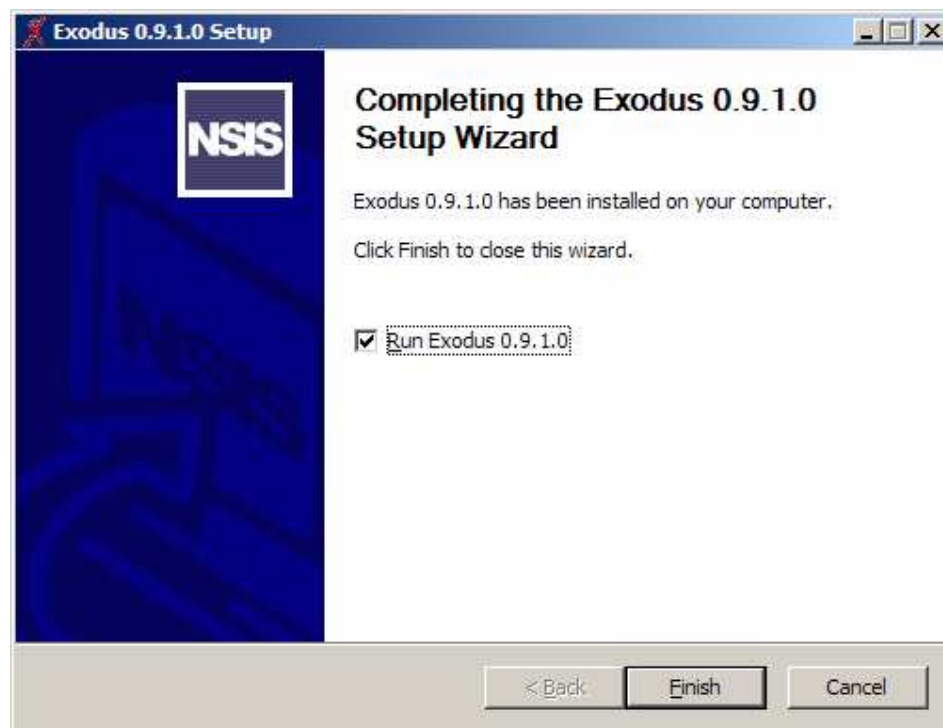 Exodus 0.9.1.0 Setup
NSIS
Completing the Exodus 0.9.1.0
Setup Wizard
Exodus 0.9.1.0 has been installed on your computer.
Click Finish to close this wizard.
Run Exodus 0.9.1.0
NSIS
< Back
Finish
Cancel